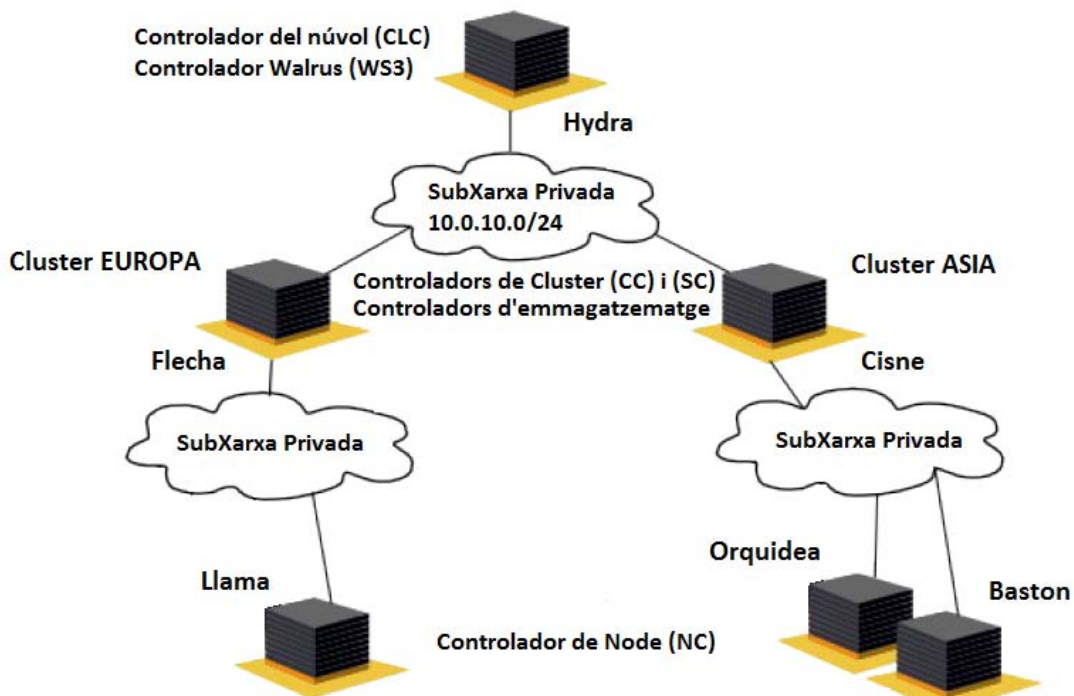 Controlador del núvol (CLC)
Controlador Walrus (WS3)
Hydra
SubXarxa Privada
10.0.10.0/24
Cluster EUROPA
Controladors de Cluster (CC) i (SC)
Controladors d'emmagatzematge
Cluster ASIA
Flecha
Cisne
SubXarxa Privada
SubXarxa Privada
Orquidea
Llama
Baston
Controlador de Node (NC)